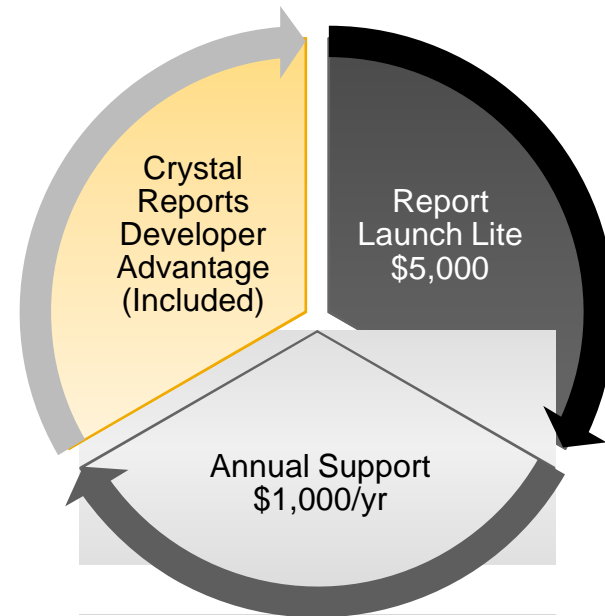 Crystal
Reports
Developer
Advantage
(Included)
Report
Launch Lite
$5,000
Annual Support
$1,000/yr